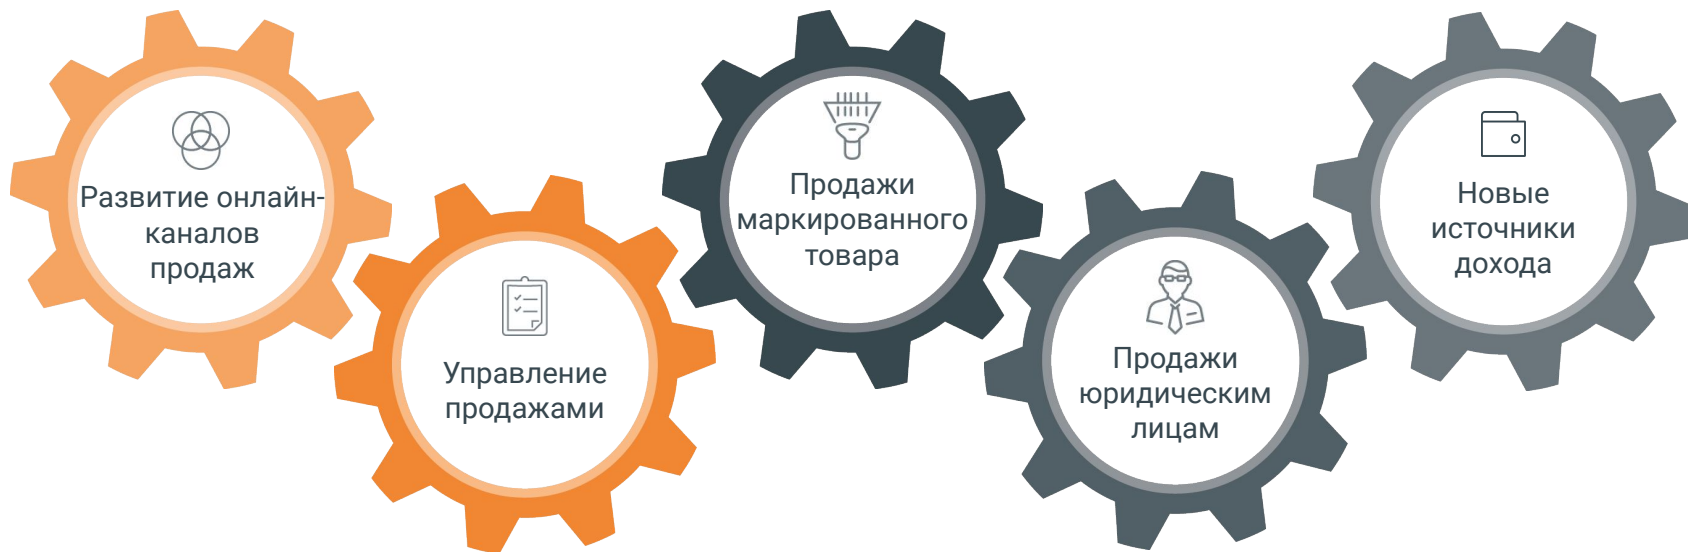 Развитие онлайн-
каналов
продаж
Управление
продажами
Продажи
маркированного
товара
Продажи
юридическим
лицам
Новые
источники
дохода